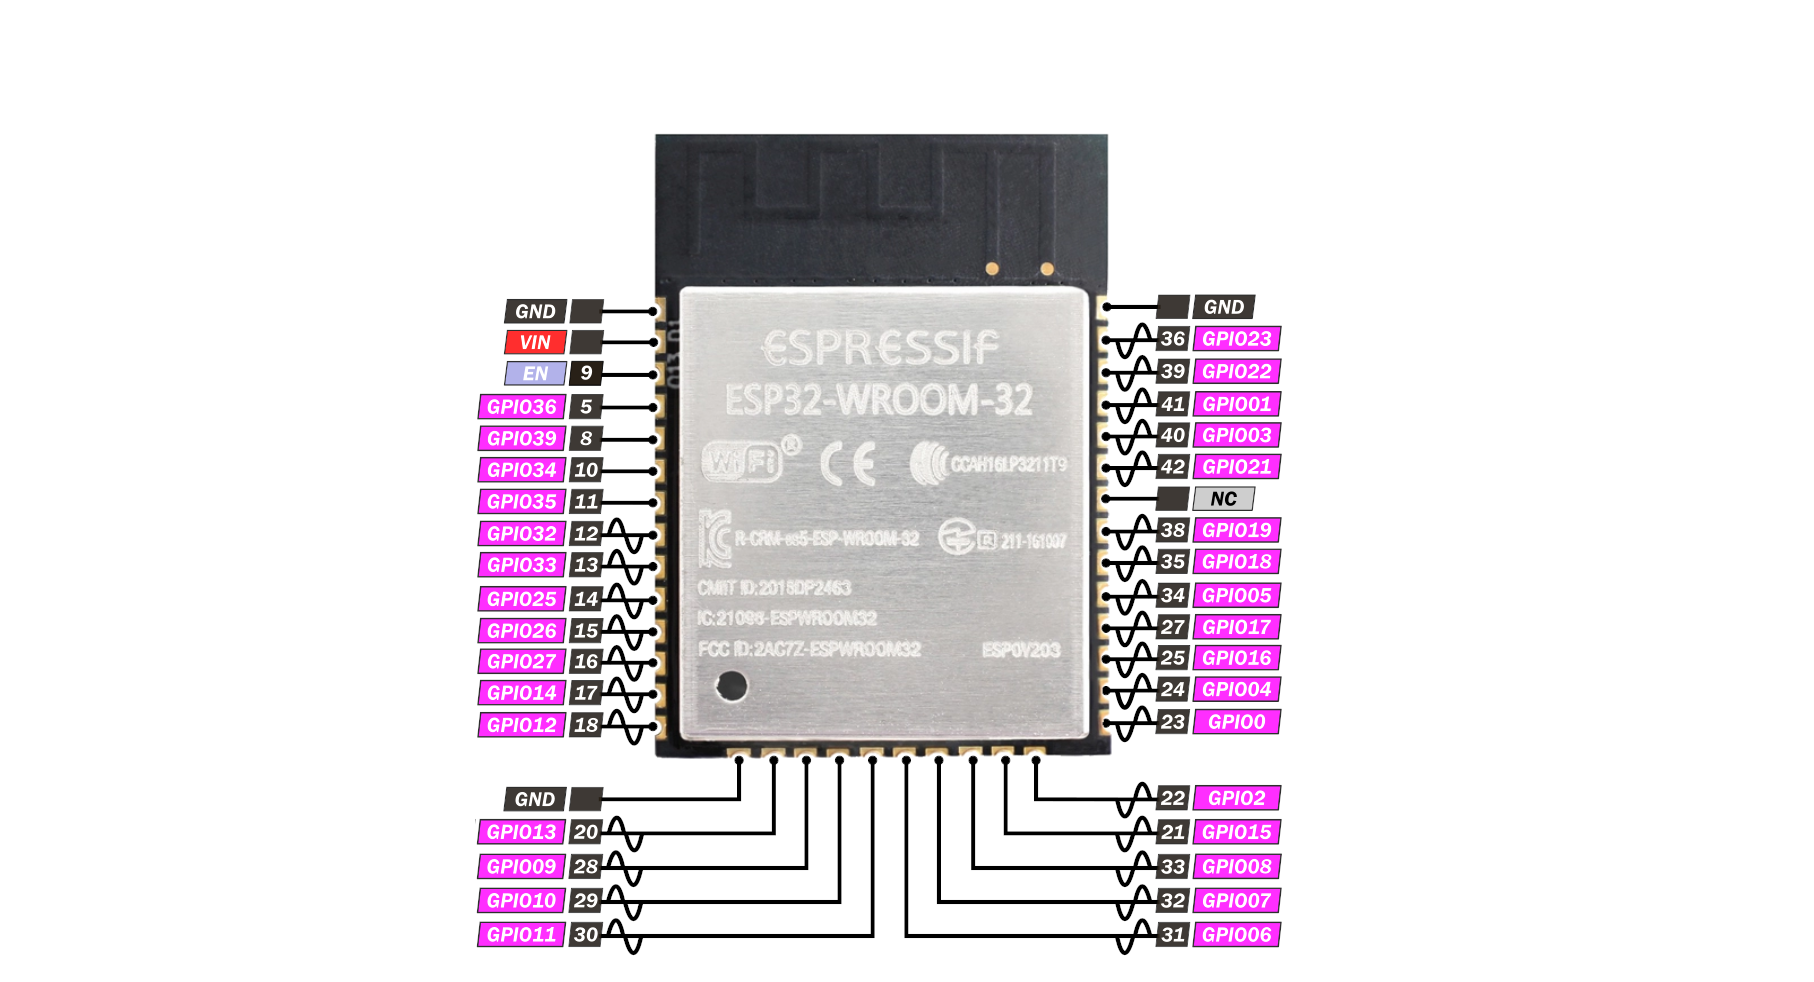 GND
VIN
EN 9
GPIO36 5
GPIO39 8
GPIO34 10
GPIO35 11
GPIO32 12
GPIO33 13
GPIO25 14
GPIO26 15
GPIO27 16
GPIO14 17
GPIO12 18
GND
GPIO13 20
GPIO09 28
GPIO10 29
GPIO11 30
ESPRESSIF
ESP32-WROOM-32
WiFi ® CE CCAH16LP3211T9
R-CRM-es5-ESP-WROOM-32 R 211-161007
CMIIT ID:2016DP2463
IC:21098-ESPWROOM32
FCC ID:2AC7Z-ESPWROOM32 ESP0V203
GND
36 GPIO23
39 GPIO22
41 GPIO01
40 GPIO03
42 GPIO21
NC
38 GPIO19
35 GPIO18
34 GPIO05
27 GPIO17
25 GPIO16
24 GPIO04
23 GPIO0
22 GPIO2
21 GPIO15
33 GPIO08
32 GPIO07
31 GPIO06